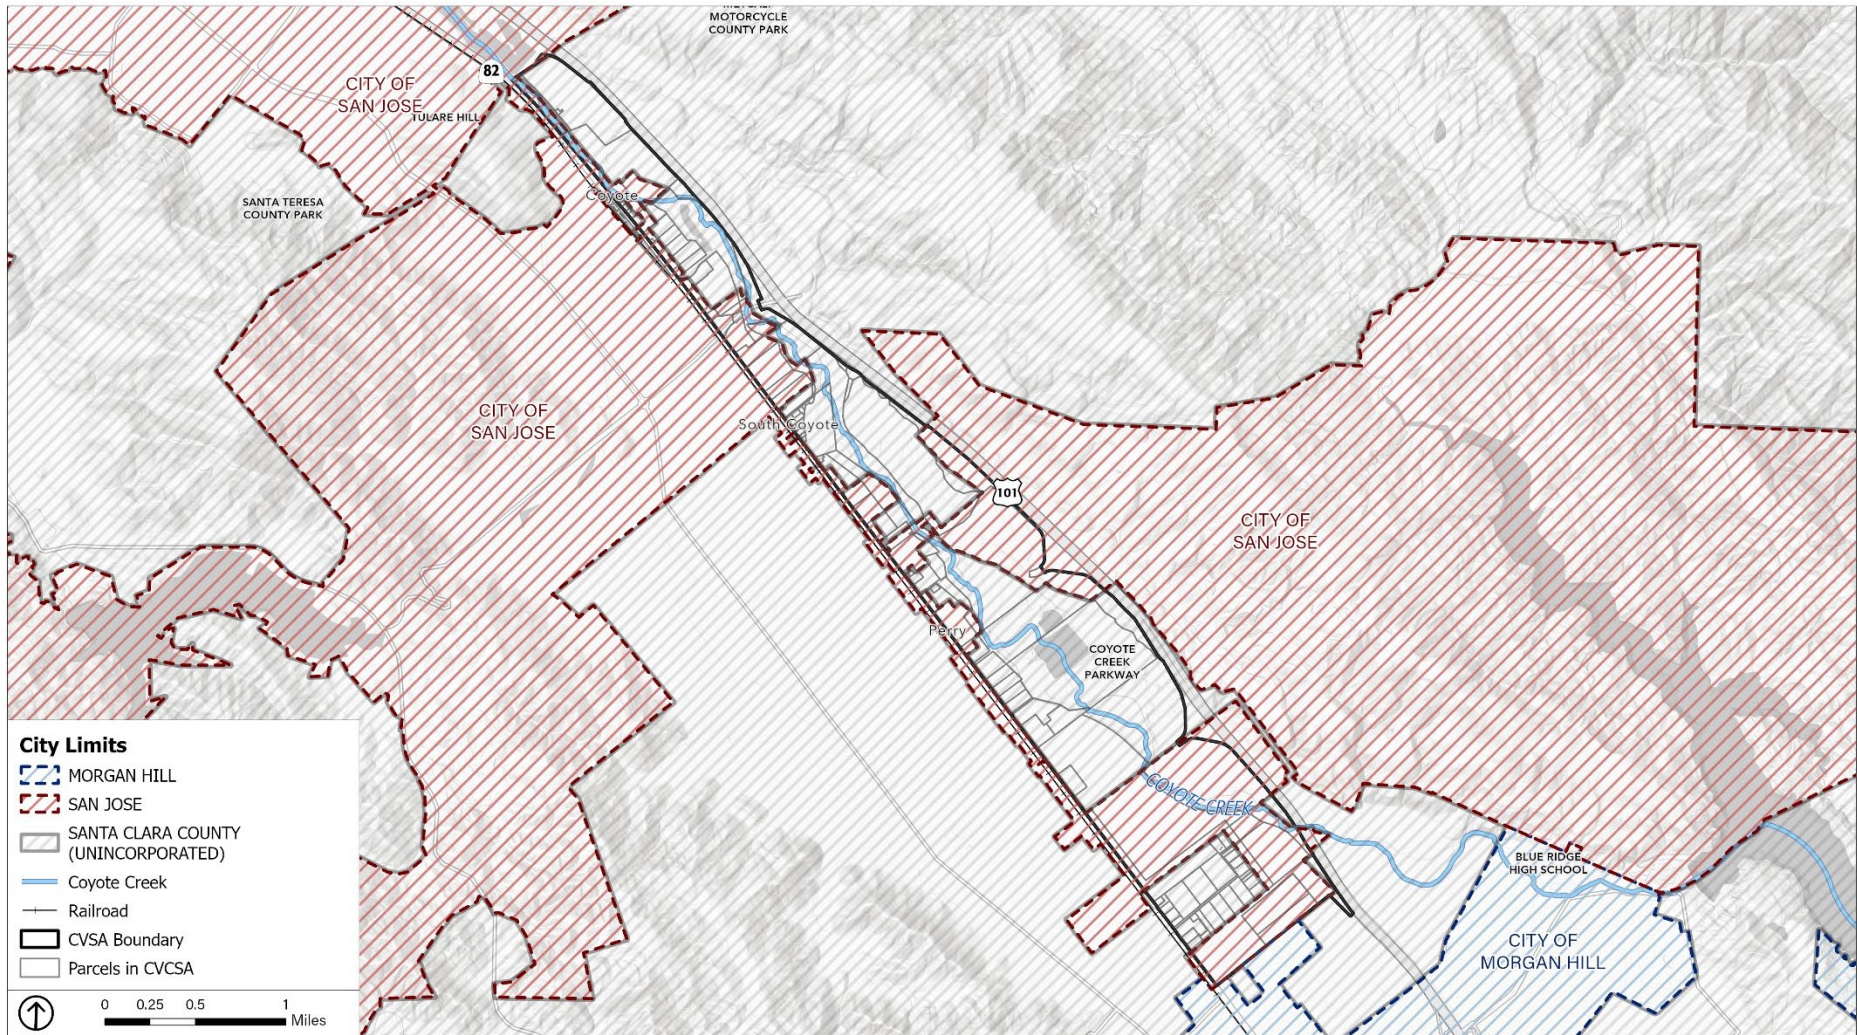 MOTORCYCLE
COUNTY PARK
82
CITY OF
SAN JOSE
TULARE HILL
Coyote
SANTA TERESA
COUNTY PARK
CITY OF
SAN JOSE
South Coyote
101
CITY OF
SAN JOSE
Perry
COYOTE
CREEK
PARKWAY
COYOTE CREEK
BLUE RIDGE
HIGH SCHOOL
CITY OF
MORGAN HILL
City Limits
MORGAN HILL
SAN JOSE
SANTA CLARA COUNTY
(UNINCORPORATED)
Coyote Creek
Railroad
CVSA Boundary
Parcels in CVCSA
0 0.25 0.5 1
Miles